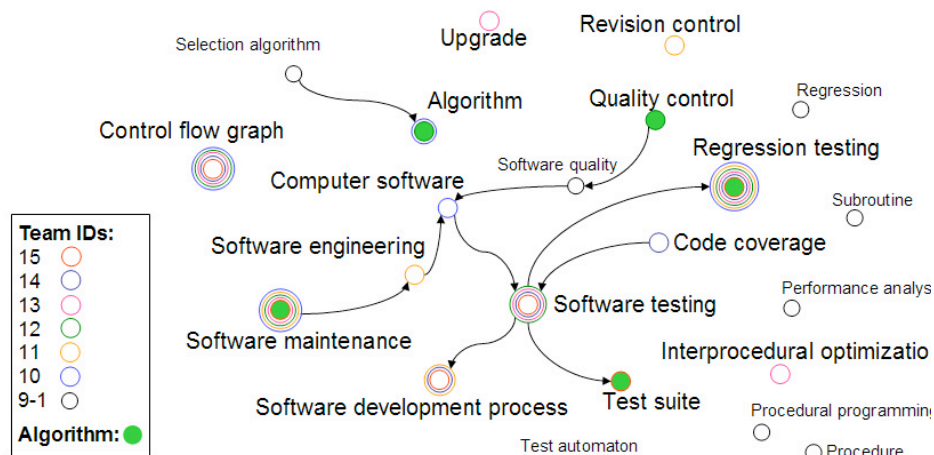 Upgrade
Revision control
Selection algorithm
Algorithm
Quality control
Regression
Control flow graph
Regression testing
Software quality
Computer software
Subroutine
Team IDs:
15
14
13
12
11
10
9-1
Algorithm:
Software engineering
Code coverage
Performance analys
Software testing
Software maintenance
Interprocedural optimizatio
Software development process
Test suite
Procedural programming
Test automaton
Procedure